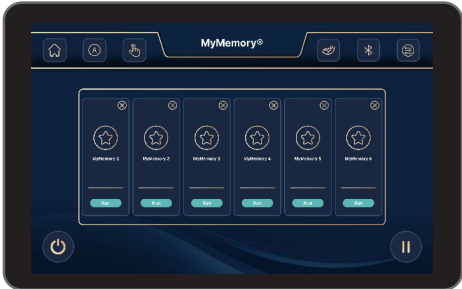 MyMemory®
A
MyMemory 1
MyMemory 2
MyMemory 3
MyMemory 4
MyMemory 5
MyMemory 6
Run
Run
Run
Run
Run
Run